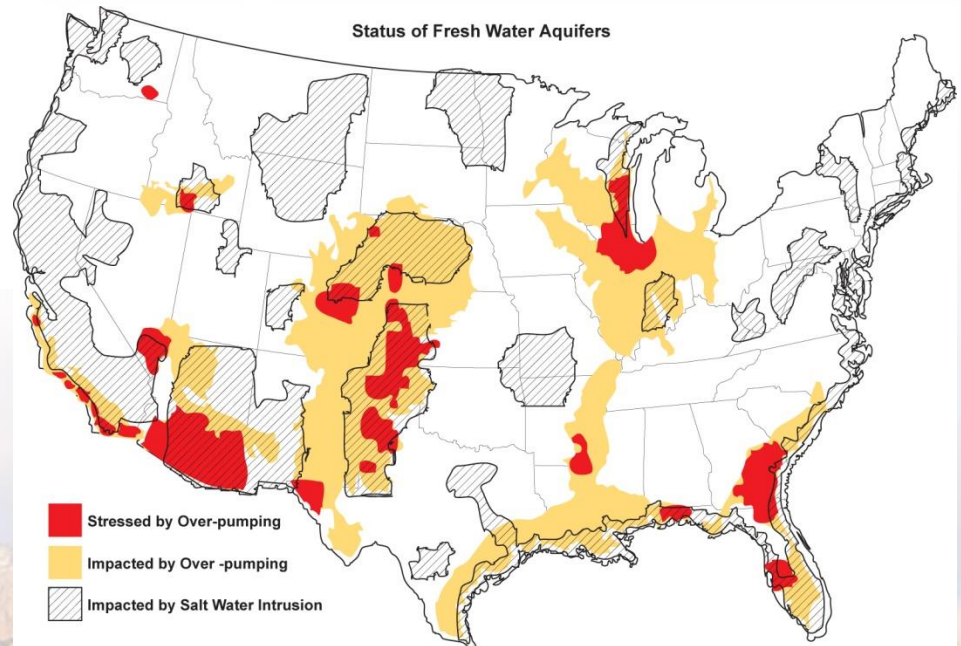 Status of Fresh Water Aquifers
Stressed by Over-pumping
Impacted by Over -pumping
Impacted by Salt Water Intrusion